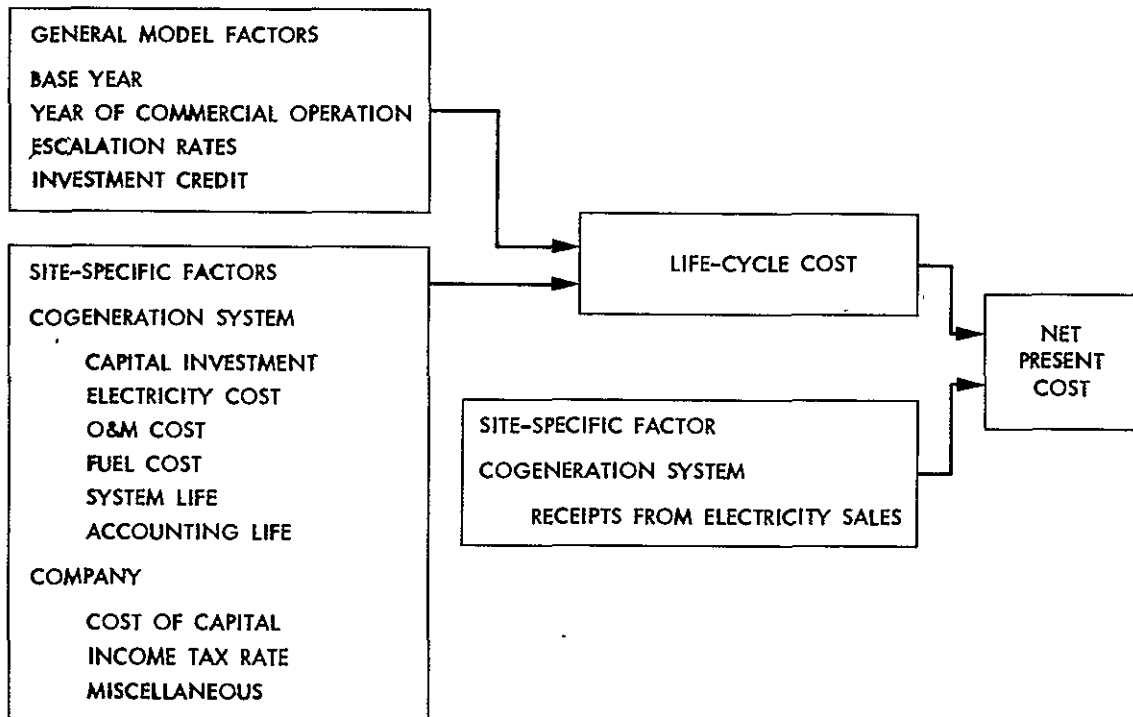 GENERAL MODEL FACTORS
BASE YEAR
YEAR OF COMMERCIAL OPERATION
ESCALATION RATES
INVESTMENT CREDIT
SITE-SPECIFIC FACTORS
COGENERATION SYSTEM
CAPITAL INVESTMENT
ELECTRICITY COST
O&M COST
FUEL COST
SYSTEM LIFE
ACCOUNTING LIFE
COMPANY
COST OF CAPITAL
INCOME TAX RATE
MISCELLANEOUS
LIFE-CYCLE COST
SITE-SPECIFIC FACTOR
COGENERATION SYSTEM
RECEIPTS FROM ELECTRICITY SALES
NET
PRESENT
COST